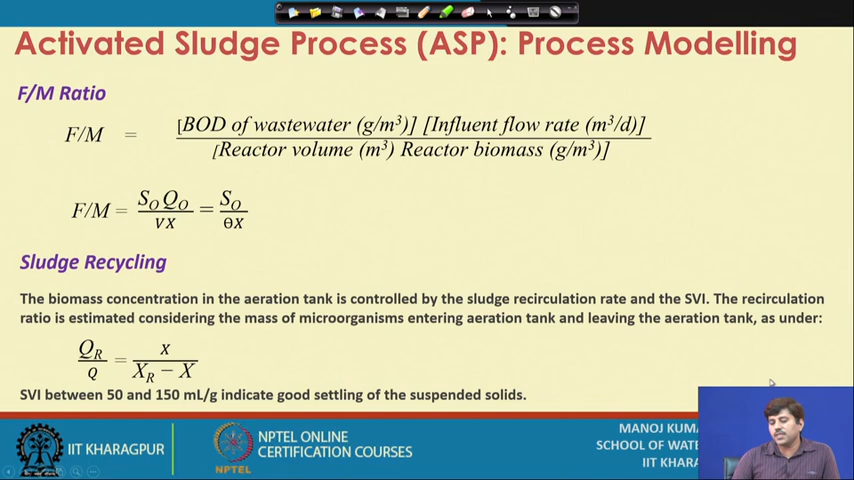 Activated Sludge Process (ASP): Process Modelling
F/M Ratio
F/M = [BOD of wastewater (g/m³)] [Influent flow rate (m³/d)]
[Reactor volume (m³) Reactor biomass (g/m³)]
F/M = S_O Q_O / VX = S_O / ΘX
Sludge Recycling
The biomass concentration in the aeration tank is controlled by the sludge recirculation rate and the SVI. The recirculation
ratio is estimated considering the mass of microorganisms entering aeration tank and leaving the aeration tank, as under:
Q_R / Q = X / X_R − X
SVI between 50 and 150 mL/g indicate good settling of the suspended solids.
IIT KHARAGPUR
NPTEL
NPTEL ONLINE
CERTIFICATION COURSES
MANOJ KUMA
SCHOOL OF WATE
IIT KHARA